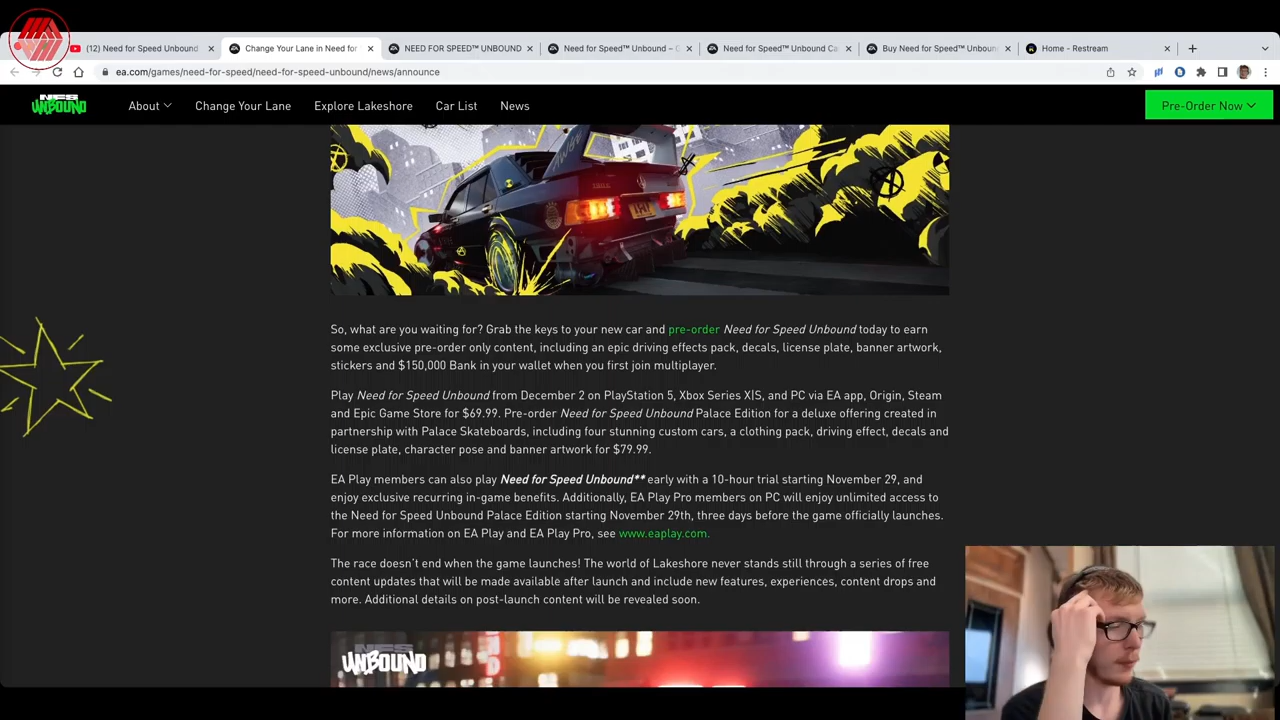 (12) Need for Speed Unbound
Change Your Lane in Need for
NEED FOR SPEED™ UNBOUND
Need for Speed™ Unbound – G
Need for Speed™ Unbound Ca
Buy Need for Speed™ Unboun
Home - Restream
ea.com/games/need-for-speed/need-for-speed-unbound/news/announce
NFS
UNBOUND
About
Change Your Lane
Explore Lakeshore
Car List
News
Pre-Order Now
So, what are you waiting for? Grab the keys to your new car and pre-order Need for Speed Unbound today to earn
some exclusive pre-order only content, including an epic driving effects pack, decals, license plate, banner artwork,
stickers and $150,000 Bank in your wallet when you first join multiplayer.
Play Need for Speed Unbound from December 2 on PlayStation 5, Xbox Series X|S, and PC via EA app, Origin, Steam
and Epic Game Store for $69.99. Pre-order Need for Speed Unbound Palace Edition for a deluxe offering created in
partnership with Palace Skateboards, including four stunning custom cars, a clothing pack, driving effect, decals and
license plate, character pose and banner artwork for $79.99.
EA Play members can also play Need for Speed Unbound** early with a 10-hour trial starting November 29, and
enjoy exclusive recurring in-game benefits. Additionally, EA Play Pro members on PC will enjoy unlimited access to
the Need for Speed Unbound Palace Edition starting November 29th, three days before the game officially launches.
For more information on EA Play and EA Play Pro, see www.eaplay.com.
The race doesn’t end when the game launches! The world of Lakeshore never stands still through a series of free
content updates that will be made available after launch and include new features, experiences, content drops and
more. Additional details on post-launch content will be revealed soon.
NFS
UNBOUND